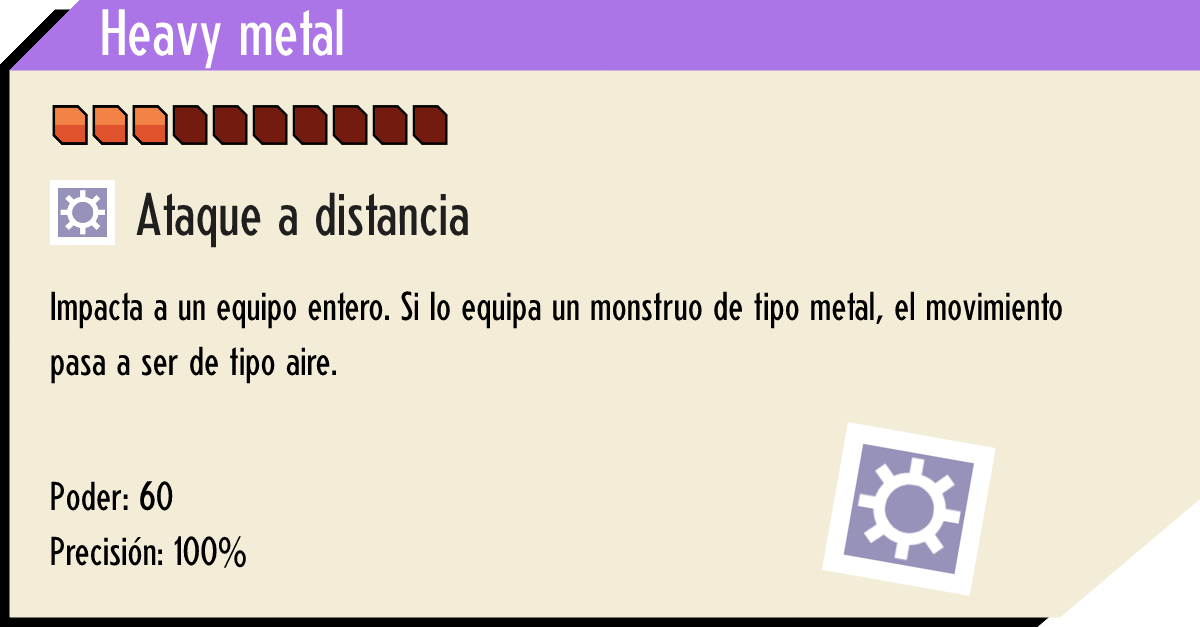 Heavy metal
Ataque a distancia
Impacta a un equipo entero. Si lo equipa un monstruo de tipo metal, el movimiento
pasa a ser de tipo aire.
Poder: 60
Precisión: 100%